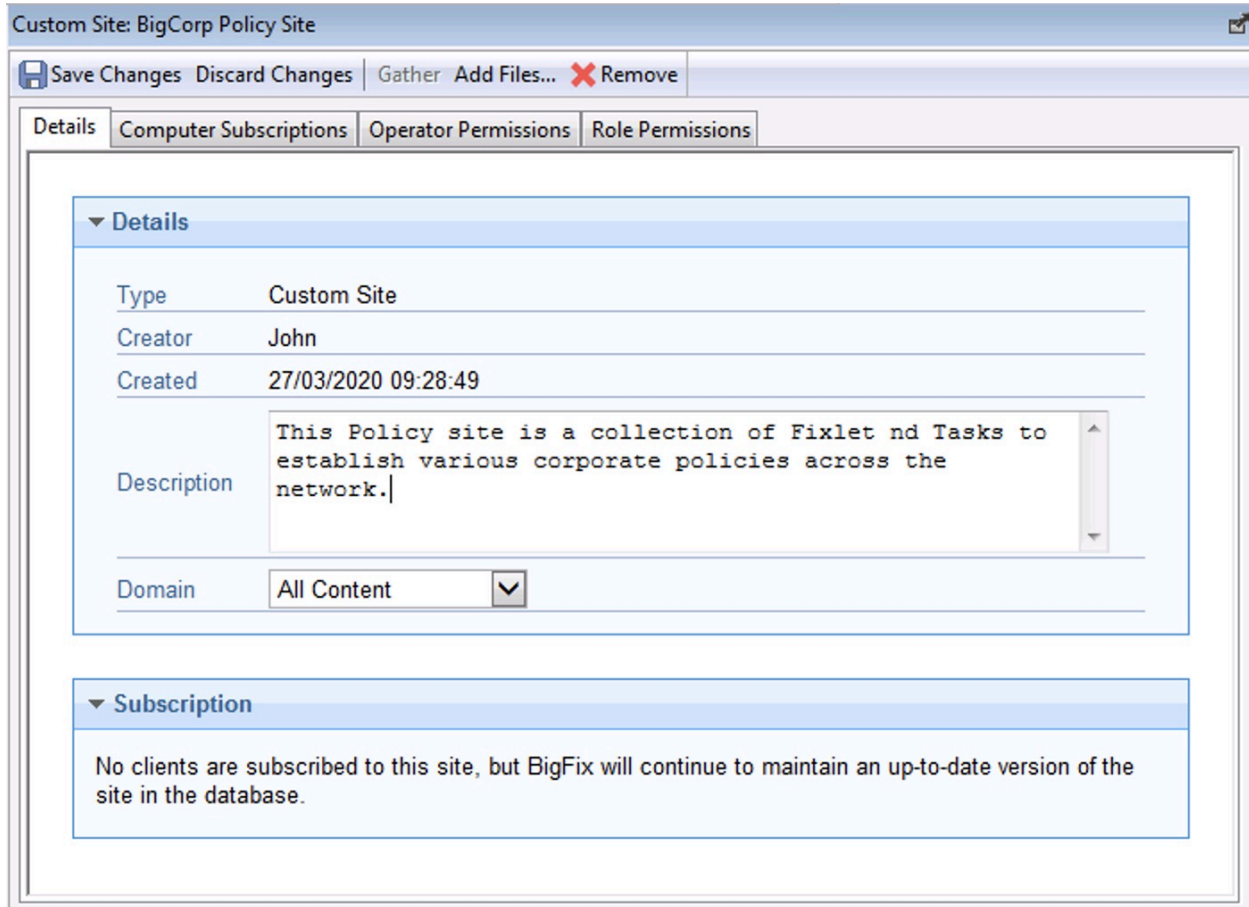 Custom Site: BigCorp Policy Site
Save Changes Discard Changes Gather Add Files... Remove
Details Computer Subscriptions Operator Permissions Role Permissions
Details
Type Custom Site
Creator John
Created 27/03/2020 09:28:49
Description This Policy site is a collection of Fixlet nd Tasks to
establish various corporate policies across the
network.
Domain All Content
Subscription
No clients are subscribed to this site, but BigFix will continue to maintain an up-to-date version of the
site in the database.